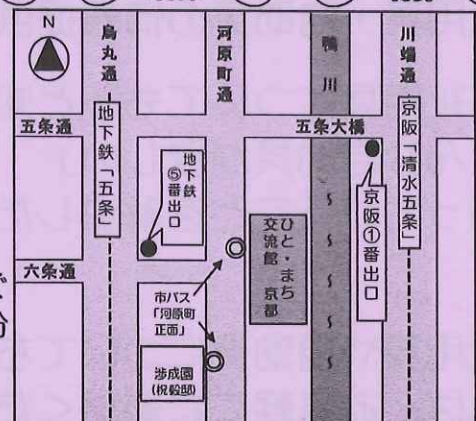 N
烏丸通
河原町通
鴨川
川端通
五条通
五条大橋
地下鉄「五条」
地下鉄
⑤番出口
京阪「清水五条」
京阪①番出口
六条通
ひと・まち
交流館 京都
市バス
「河原町
正面」
渉成園
(枳殻邸)